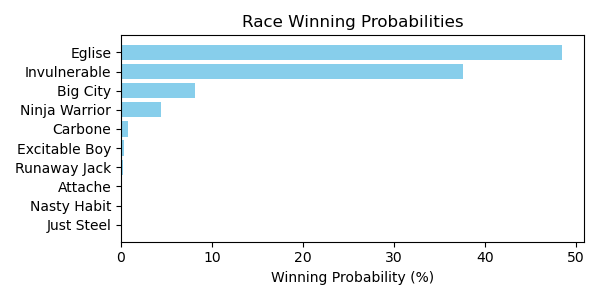 Race Winning Probabilities
Eglise
Invulnerable
Big City
Ninja Warrior
Carbone
Excitable Boy
Runaway Jack
Attache
Nasty Habit
Just Steel
0 10 20 30 40 50
Winning Probability (%)